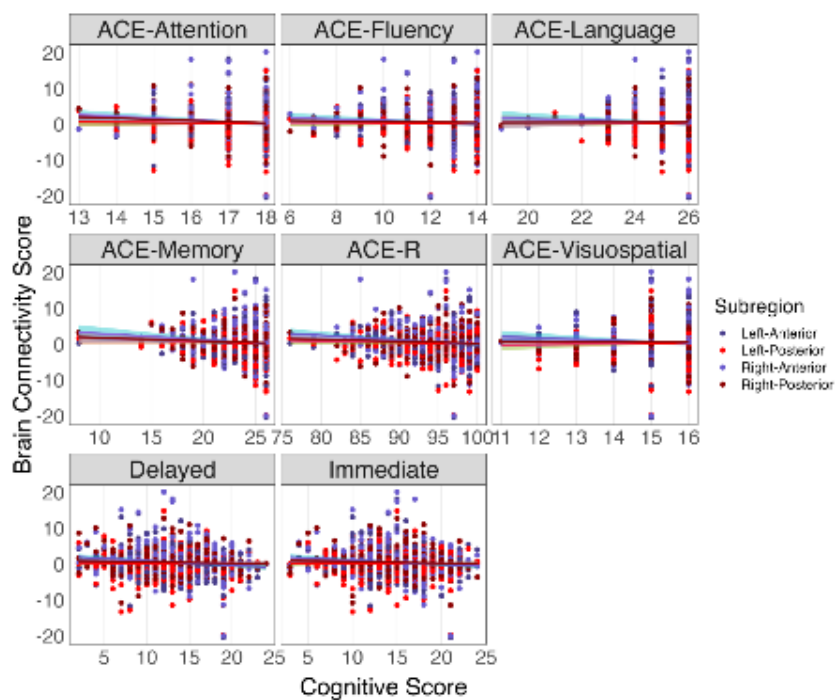 ACE-Attention ACE-Fluency ACE-Language
20
10
0
-10
-20
13 14 15 16 17 18 6 8 10 12 14 20 22 24 26
ACE-Memory ACE-R ACE-Visuospatial
20
10
0
-10
-20
10 15 20 25 75 80 85 90 95 100 11 12 13 14 15 16
Delayed Immediate
20
10
0
-10
-20
5 10 15 20 25 5 10 15 20 25
Brain Connectivity Score
Cognitive Score
Subregion
Left-Anterior
Left-Posterior
Right-Anterior
Right-Posterior